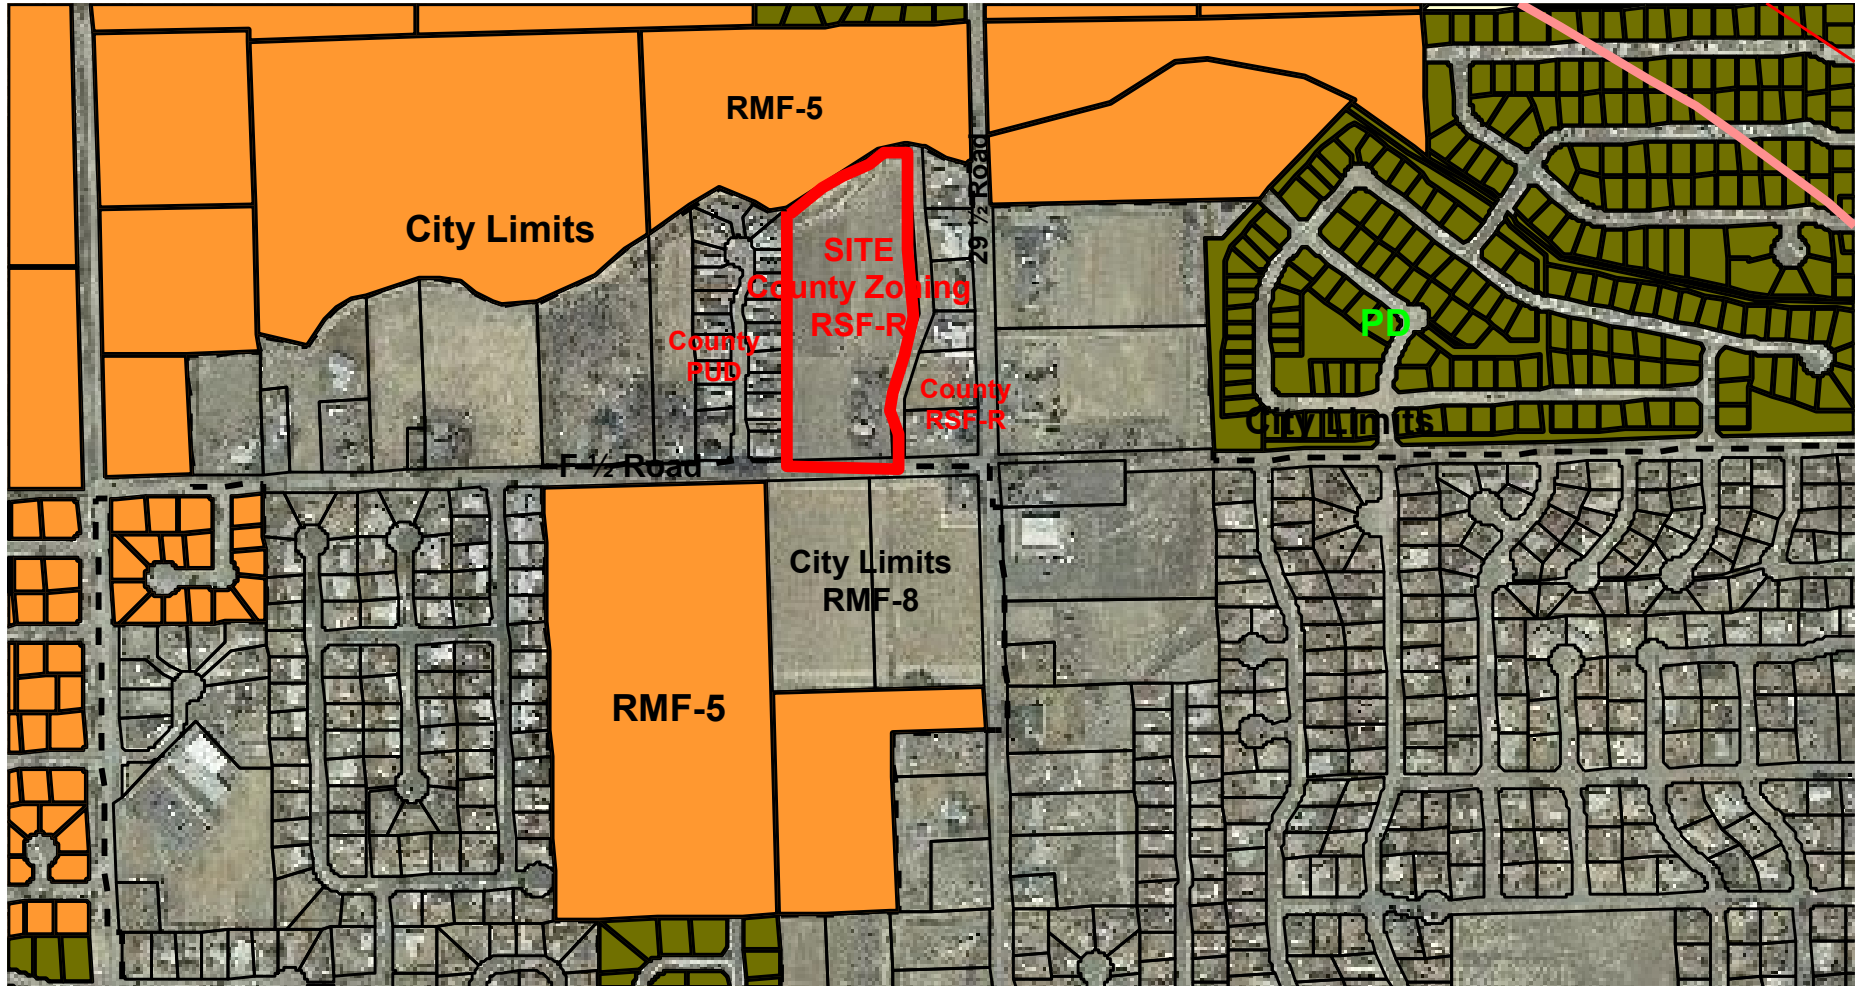 RMF-5
29 ½ Road
City Limits
SITE
County Zoning
RSF-R
PD
County
PUD
County
RSF-R
City Limits
F ½ Road
City Limits
RMF-8
RMF-5